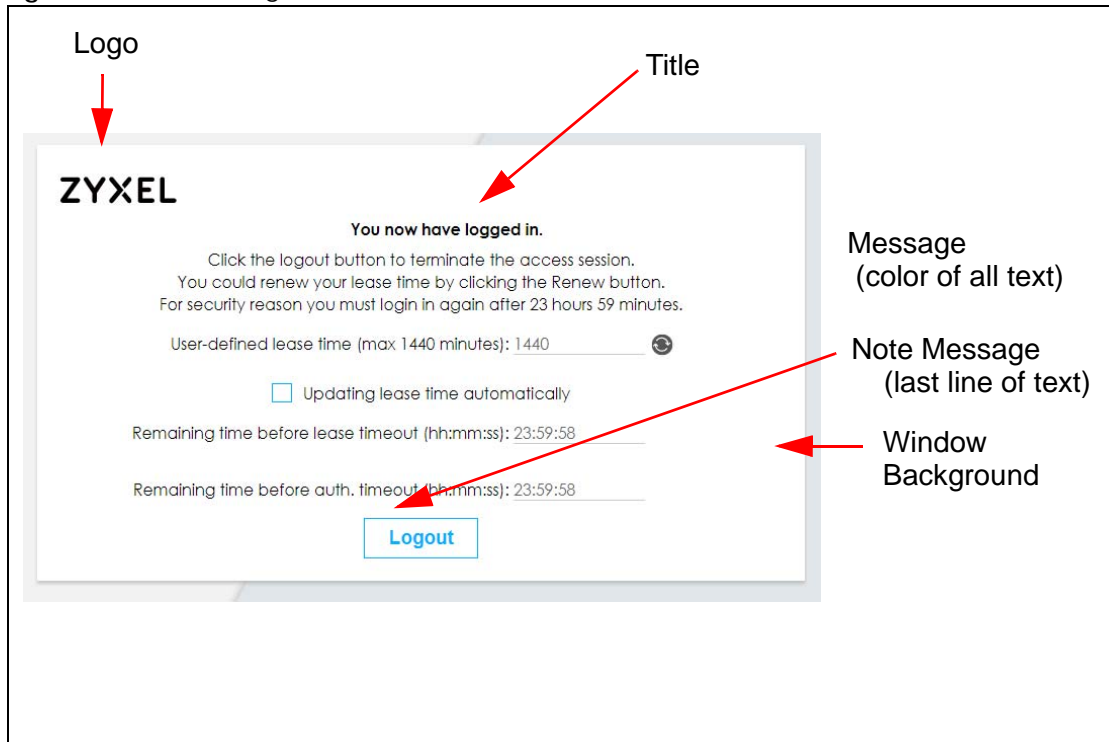 Logo
Title
ZYXEL
You now have logged in.
Click the logout button to terminate the access session.
You could renew your lease time by clicking the Renew button.
For security reason you must login in again after 23 hours 59 minutes.
User-defined lease time (max 1440 minutes): 1440
Updating lease time automatically
Remaining time before lease timeout (hh:mm:ss): 23:59:58
Remaining time before auth. timeout (hh:mm:ss): 23:59:58
Logout
Message
(color of all text)
Note Message
(last line of text)
Window
Background